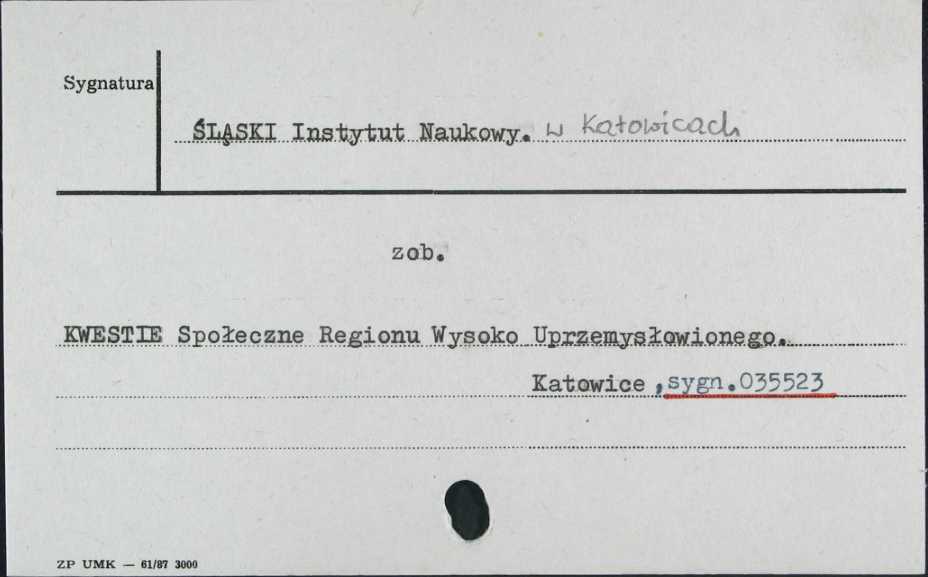 Sygnatura
ŚLĄSKI Instytut Naukowy. w Katowicach
zob.
KWESTIE Społeczne Regionu Wysoko Uprzemysłowionego.
Katowice ,sygn.035523
ZP UMK — 61/87 3000